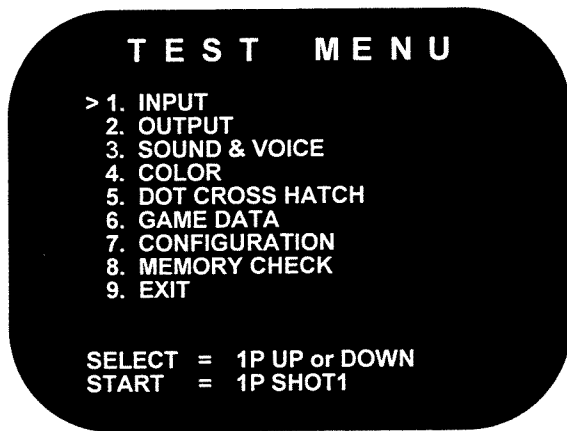 TEST MENU
> 1. INPUT
2. OUTPUT
3. SOUND & VOICE
4. COLOR
5. DOT CROSS HATCH
6. GAME DATA
7. CONFIGURATION
8. MEMORY CHECK
9. EXIT
SELECT = 1P UP or DOWN
START = 1P SHOT1